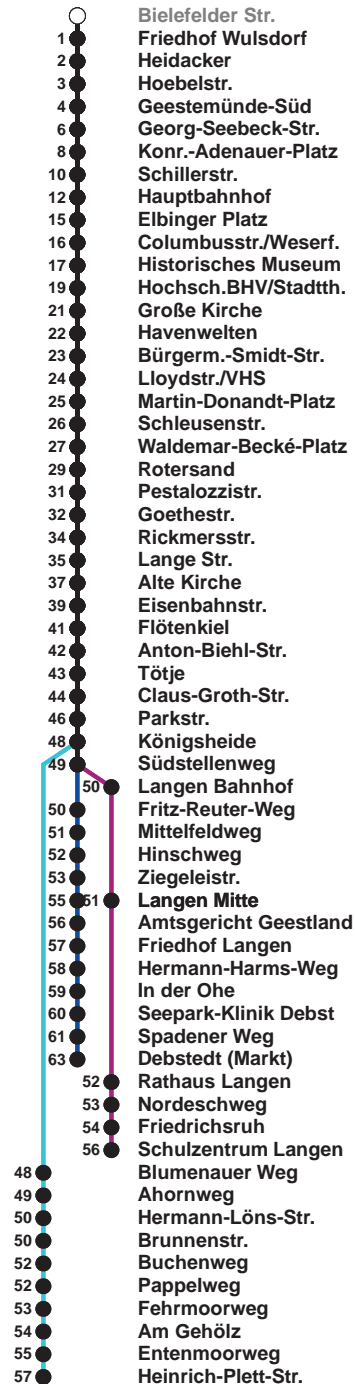 Bielefelder Str.
1 Friedhof Wulsdorf
2 Heidacker
3 Hoebelstr.
4 Geestemünde-Süd
6 Georg-Seebeck-Str.
8 Konr.-Adenauer-Platz
10 Schillerstr.
12 Hauptbahnhof
15 Elbinger Platz
16 Columbusstr./Weserf.
17 Historisches Museum
19 Hochsch.BHV/Stadtth.
21 Große Kirche
22 Havenwelten
23 Bürgerm.-Smidt-Str.
24 Lloydstr./VHS
25 Martin-Donandt-Platz
26 Schleusenstr.
27 Waldemar-Becké-Platz
29 Rotersand
31 Pestalozzistr.
32 Goethestr.
34 Rickmersstr.
35 Lange Str.
37 Alte Kirche
39 Eisenbahnstr.
41 Flötenkiel
42 Anton-Biehl-Str.
43 Tötje
44 Claus-Groth-Str.
46 Parkstr.
48 Königsheide
49 Südstellenweg
50 Langen Bahnhof
50 Fritz-Reuter-Weg
51 Mittelfeldweg
52 Hinschweg
53 Ziegeleistr.
55 51 Langen Mitte
56 Amtsgericht Geestland
57 Friedhof Langen
58 Hermann-Harms-Weg
59 In der Ohe
60 Seepark-Klinik Debst
61 Spadener Weg
63 Debstedt (Markt)
52 Rathaus Langen
53 Nordeschweg
54 Friedrichsruh
56 Schulzentrum Langen
48 Blumenauer Weg
49 Ahornweg
50 Hermann-Löns-Str.
50 Brunnenstr.
52 Buchenweg
52 Pappelweg
53 Fehrmoorweg
54 Am Gehölz
55 Entenmoorweg
57 Heinrich-Plett-Str.